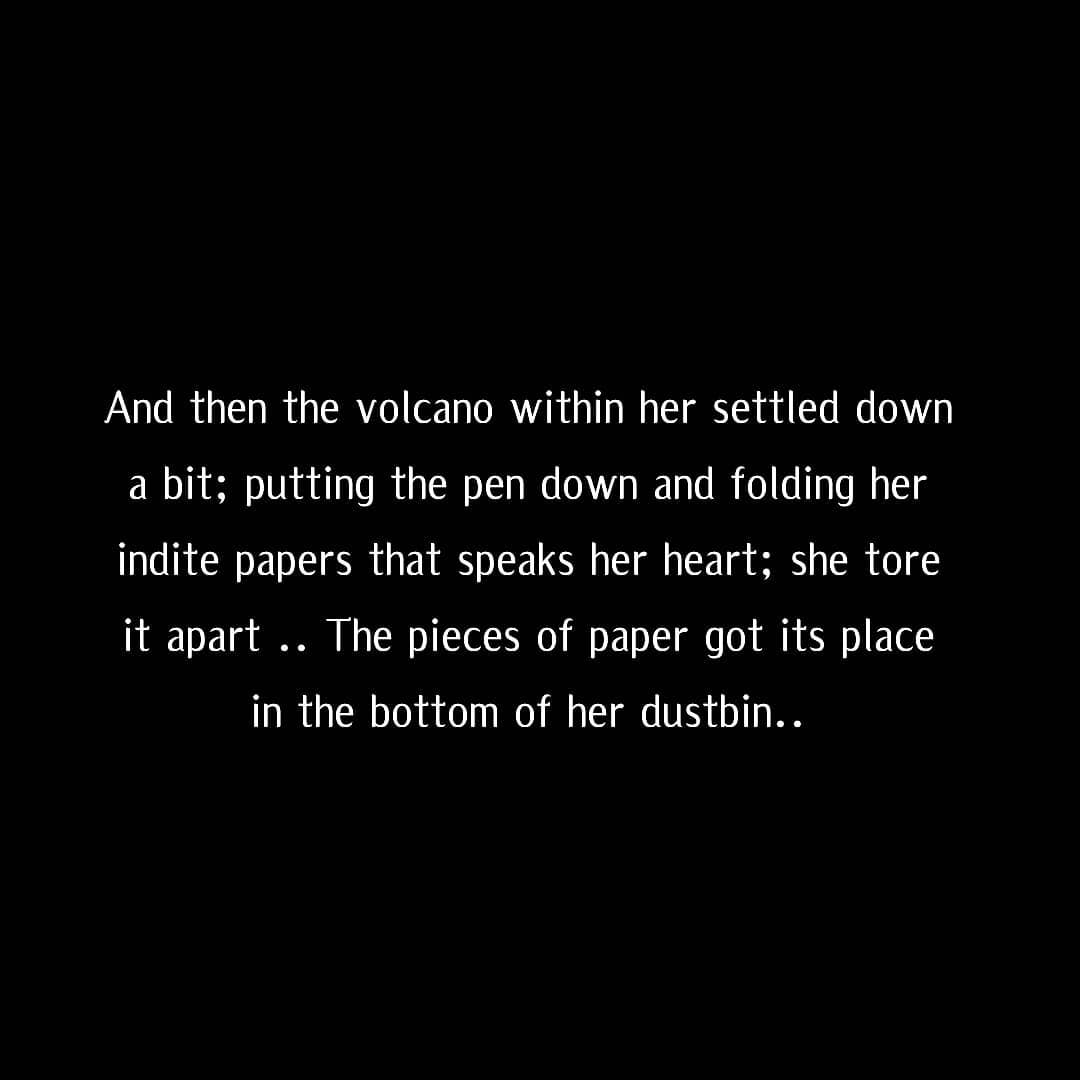 And then the volcano within her settled down
a bit; putting the pen down and folding her
indite papers that speaks her heart; she tore
it apart .. The pieces of paper got its place
in the bottom of her dustbin..